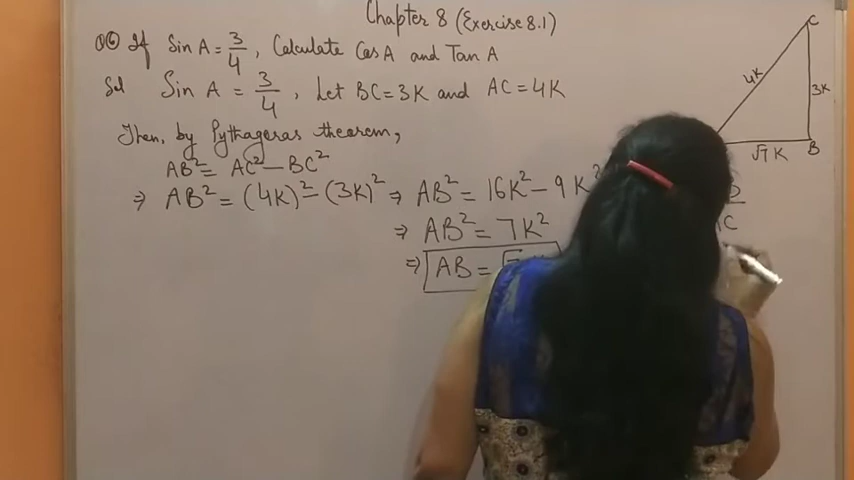 Chapter 8 (Exercise 8.1)
Q⑥ If Sin A = 3/4, Calculate Cos A and Tan A
Sol Sin A = 3/4, Let BC = 3K and AC = 4K
Then, by Pythagoras theorem,
AB² = AC² - BC²
⇒ AB² = (4K)² - (3K)² ⇒ AB² = 16K² - 9K²
⇒ AB² = 7K²
⇒ AB =
C
4K
3K
√7 K
B